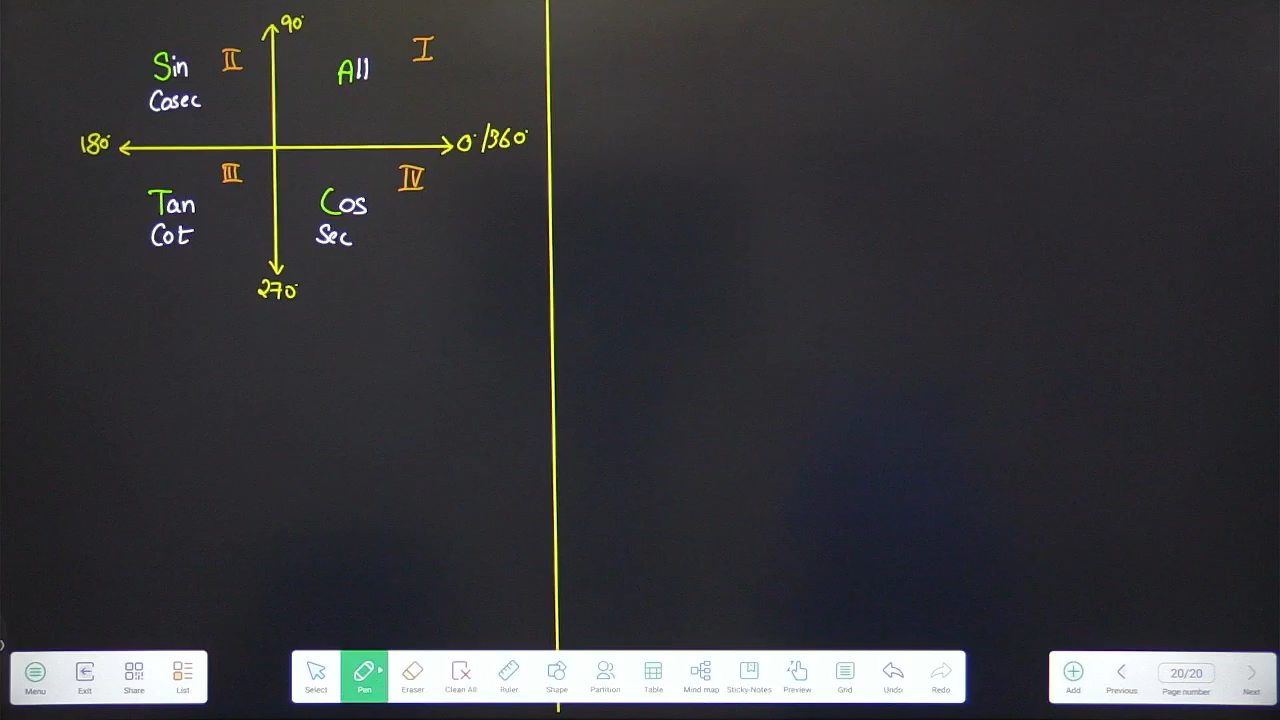 90°
Sin II
All I
Cosec
180°
0°/360°
III
IV
Tan
Cos
Cot
Sec
270°
Menu
Exit
Share
List
Select
Pen
Eraser
Clean All
Ruler
Shape
Partition
Table
Mind map
Sticky-Notes
Preview
Grid
Undo
Redo
Add
Previous
20/20
Page number
Next